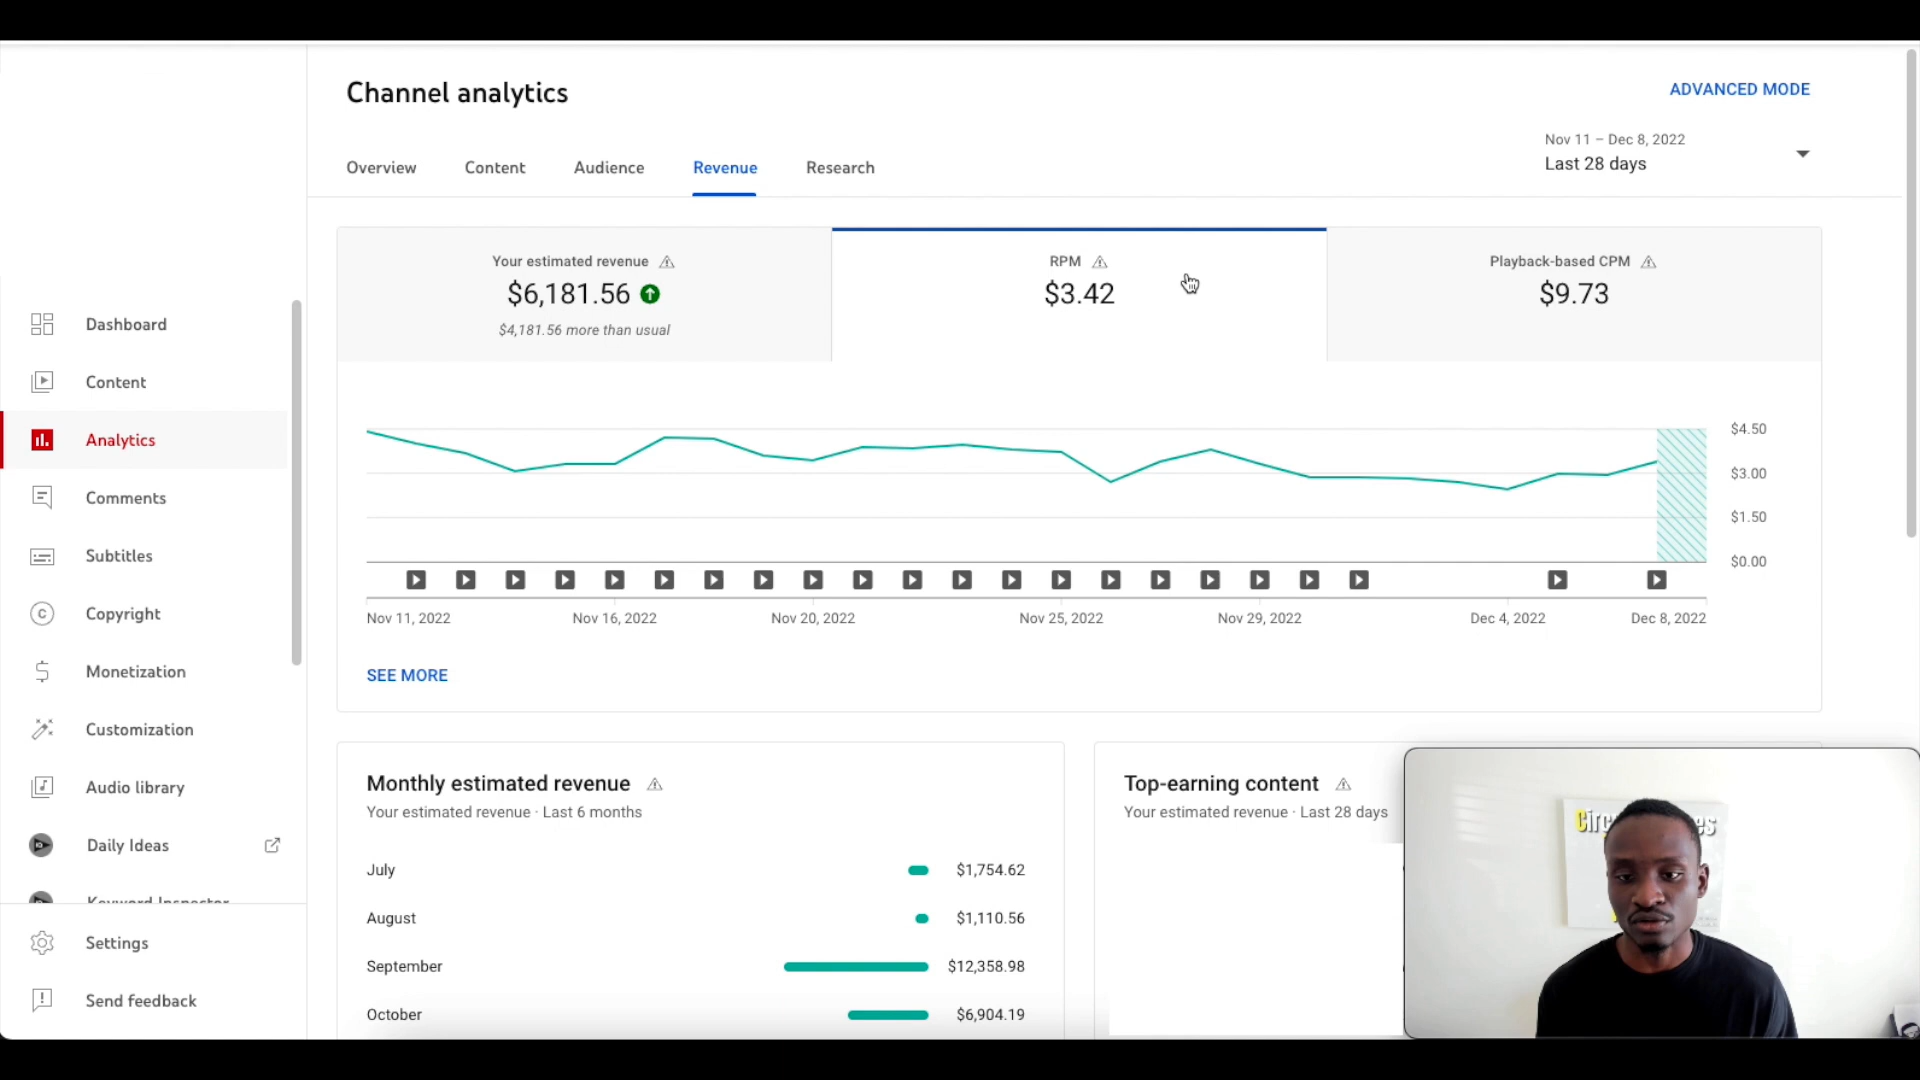 Channel analytics
ADVANCED MODE
Nov 11 – Dec 8, 2022
Last 28 days
Overview
Content
Audience
Revenue
Research
Your estimated revenue
$6,181.56
$4,181.56 more than usual
RPM
$3.42
Playback-based CPM
$9.73
$4.50
$3.00
$1.50
$0.00
Nov 11, 2022
Nov 16, 2022
Nov 20, 2022
Nov 25, 2022
Nov 29, 2022
Dec 4, 2022
Dec 8, 2022
SEE MORE
Dashboard
Content
Analytics
Comments
Subtitles
Copyright
Monetization
Customization
Audio library
Daily Ideas
Keyword Inspector
Settings
Send feedback
Monthly estimated revenue
Your estimated revenue · Last 6 months
July $1,754.62
August $1,110.56
September $12,358.98
October $6,904.19
Top-earning content
Your estimated revenue · Last 28 days